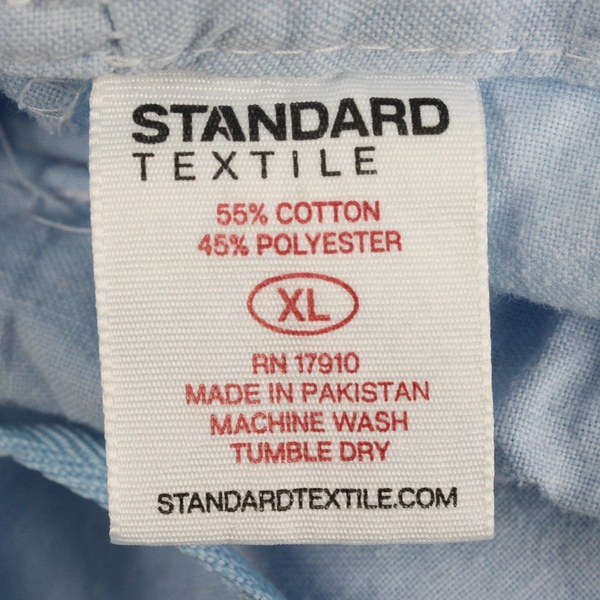 STANDARD
TEXTILE
55% COTTON
45% POLYESTER
XL
RN 17910
MADE IN PAKISTAN
MACHINE WASH
TUMBLE DRY
STANDARDTEXTILE.COM